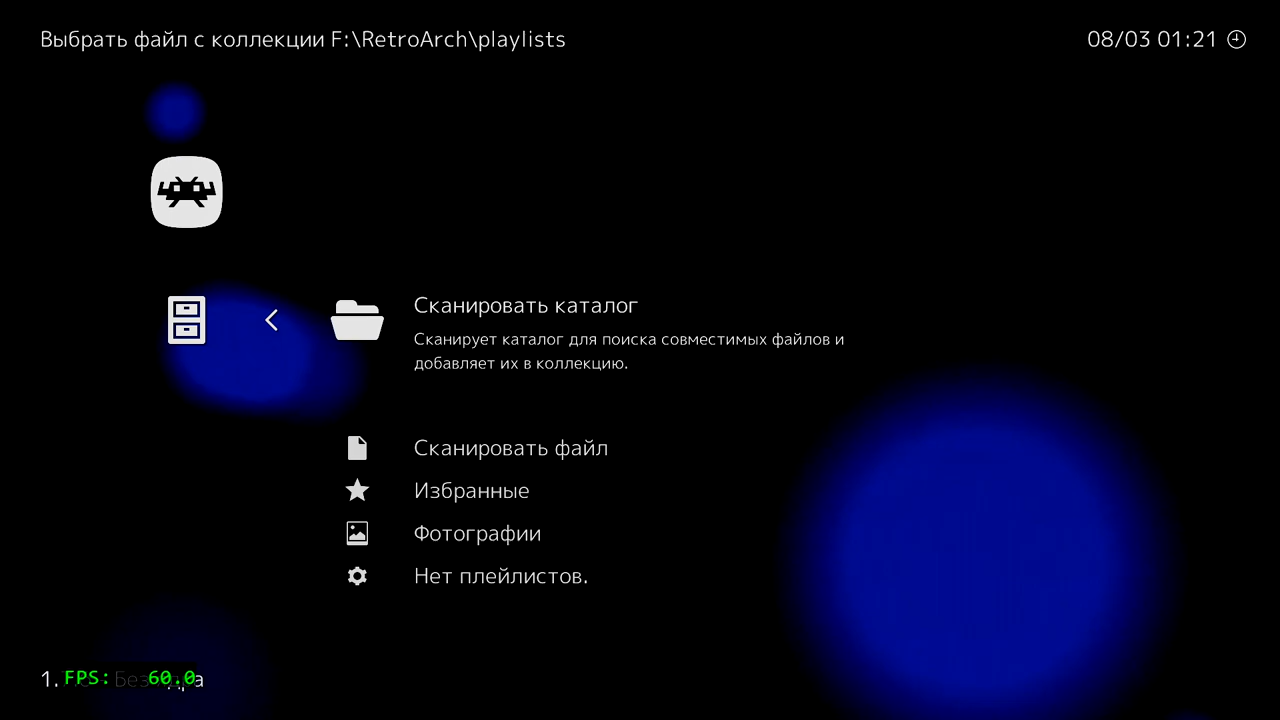 Выбрать файл с коллекции F:\RetroArch\playlists
08/03 01:21
Сканировать каталог
Сканирует каталог для поиска совместимых файлов и
добавляет их в коллекцию.
Сканировать файл
Избранные
Фотографии
Нет плейлистов.
FPS: 60.0